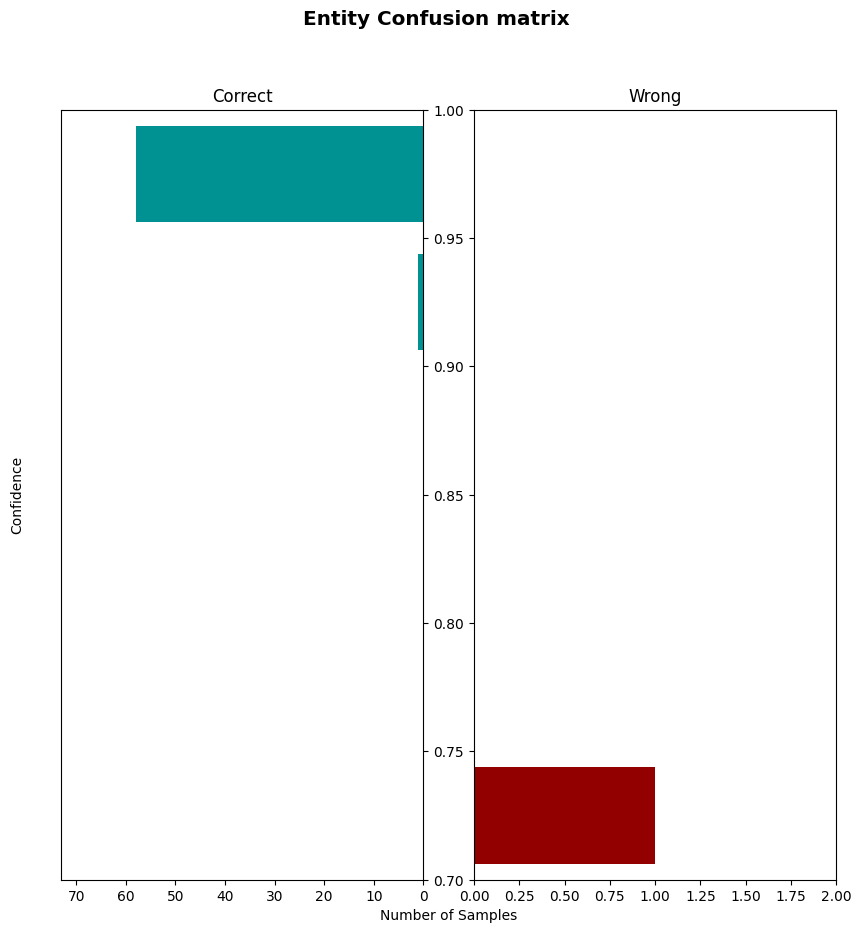 Entity Confusion matrix
Correct
Wrong
1.00
0.95
0.90
0.85
0.80
0.75
0.70
Confidence
70 60 50 40 30 20 10 0
0.00 0.25 0.50 0.75 1.00 1.25 1.50 1.75 2.00
Number of Samples